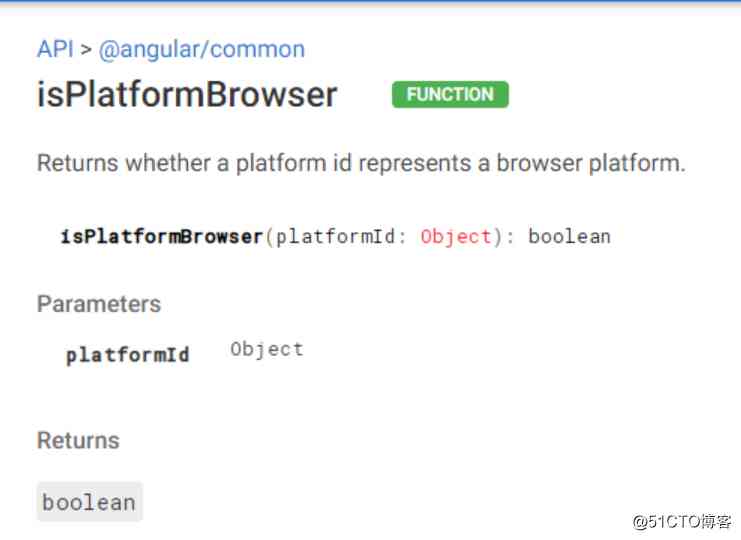 API > @angular/common
isPlatformBrowser FUNCTION
Returns whether a platform id represents a browser platform.
isPlatformBrowser(platformId: Object): boolean
Parameters
platformId Object
Returns
boolean
@51CTO博客